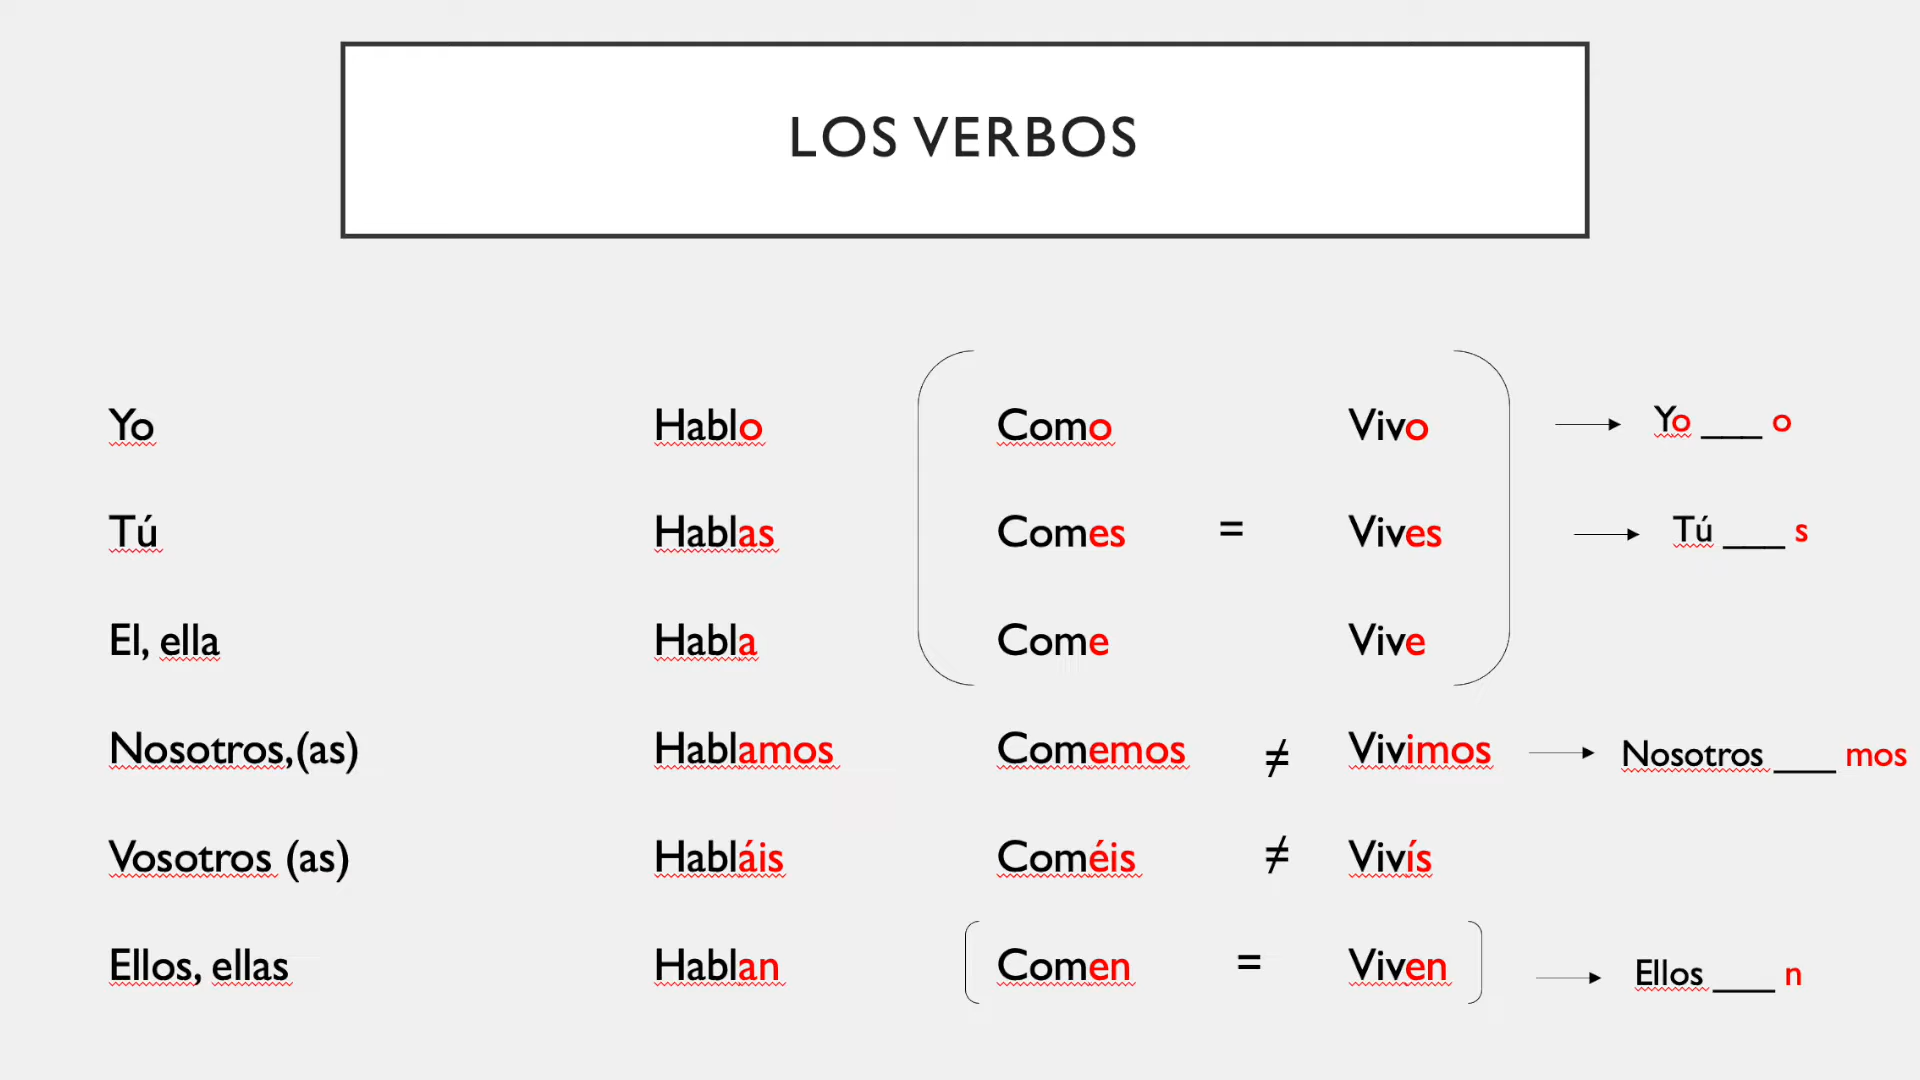 LOS VERBOS
Yo Hablo Como Vivo Yo ___ o
Tú Hablas Comes = Vives Tú ___ s
El, ella Habla Come Vive
Nosotros,(as) Hablamos Comemos ≠ Vivimos Nosotros ___ mos
Vosotros (as) Habláis Coméis ≠ Vivís
Ellos, ellas Hablan Comen = Viven Ellos ___ n